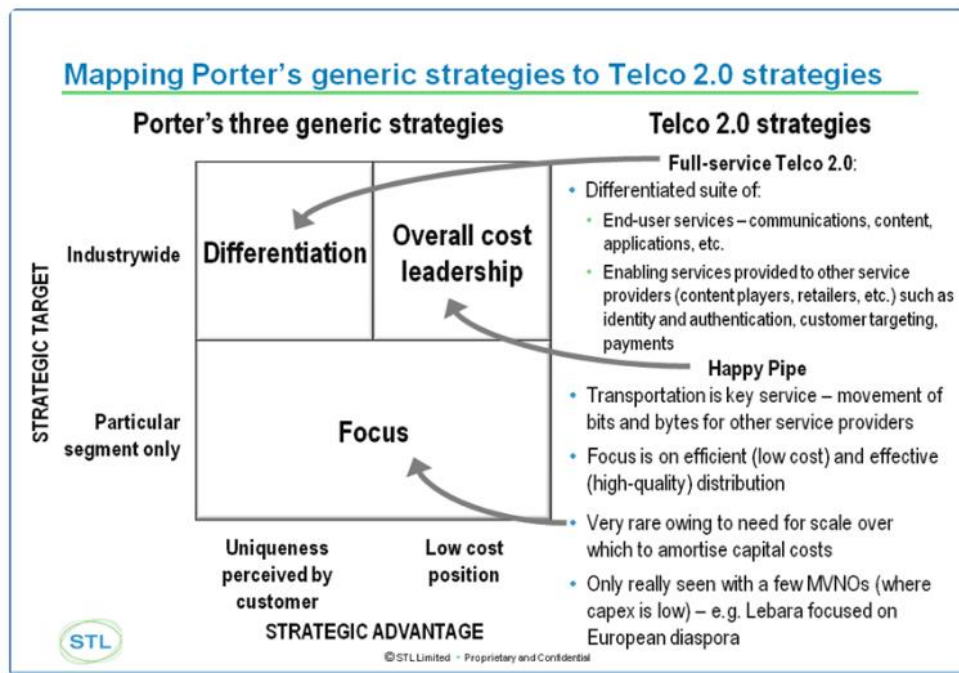 Mapping Porter's generic strategies to Telco 2.0 strategies
Porter's three generic strategies
STRATEGIC TARGET
Industrywide
Particular
segment only
Differentiation
Overall cost
leadership
Focus
Uniqueness
perceived by
customer
Low cost
position
STRATEGIC ADVANTAGE
Telco 2.0 strategies
Full-service Telco 2.0:
• Differentiated suite of:
• End-user services – communications, content,
applications, etc.
• Enabling services provided to other service
providers (content players, retailers, etc.) such as
identity and authentication, customer targeting,
payments
Happy Pipe
• Transportation is key service – movement of
bits and bytes for other service providers
• Focus is on efficient (low cost) and effective
(high-quality) distribution
• Very rare owing to need for scale over
which to amortise capital costs
• Only really seen with a few MVNOs (where
capex is low) – e.g. Lebara focused on
European diaspora
STL
© STL Limited • Proprietary and Confidential